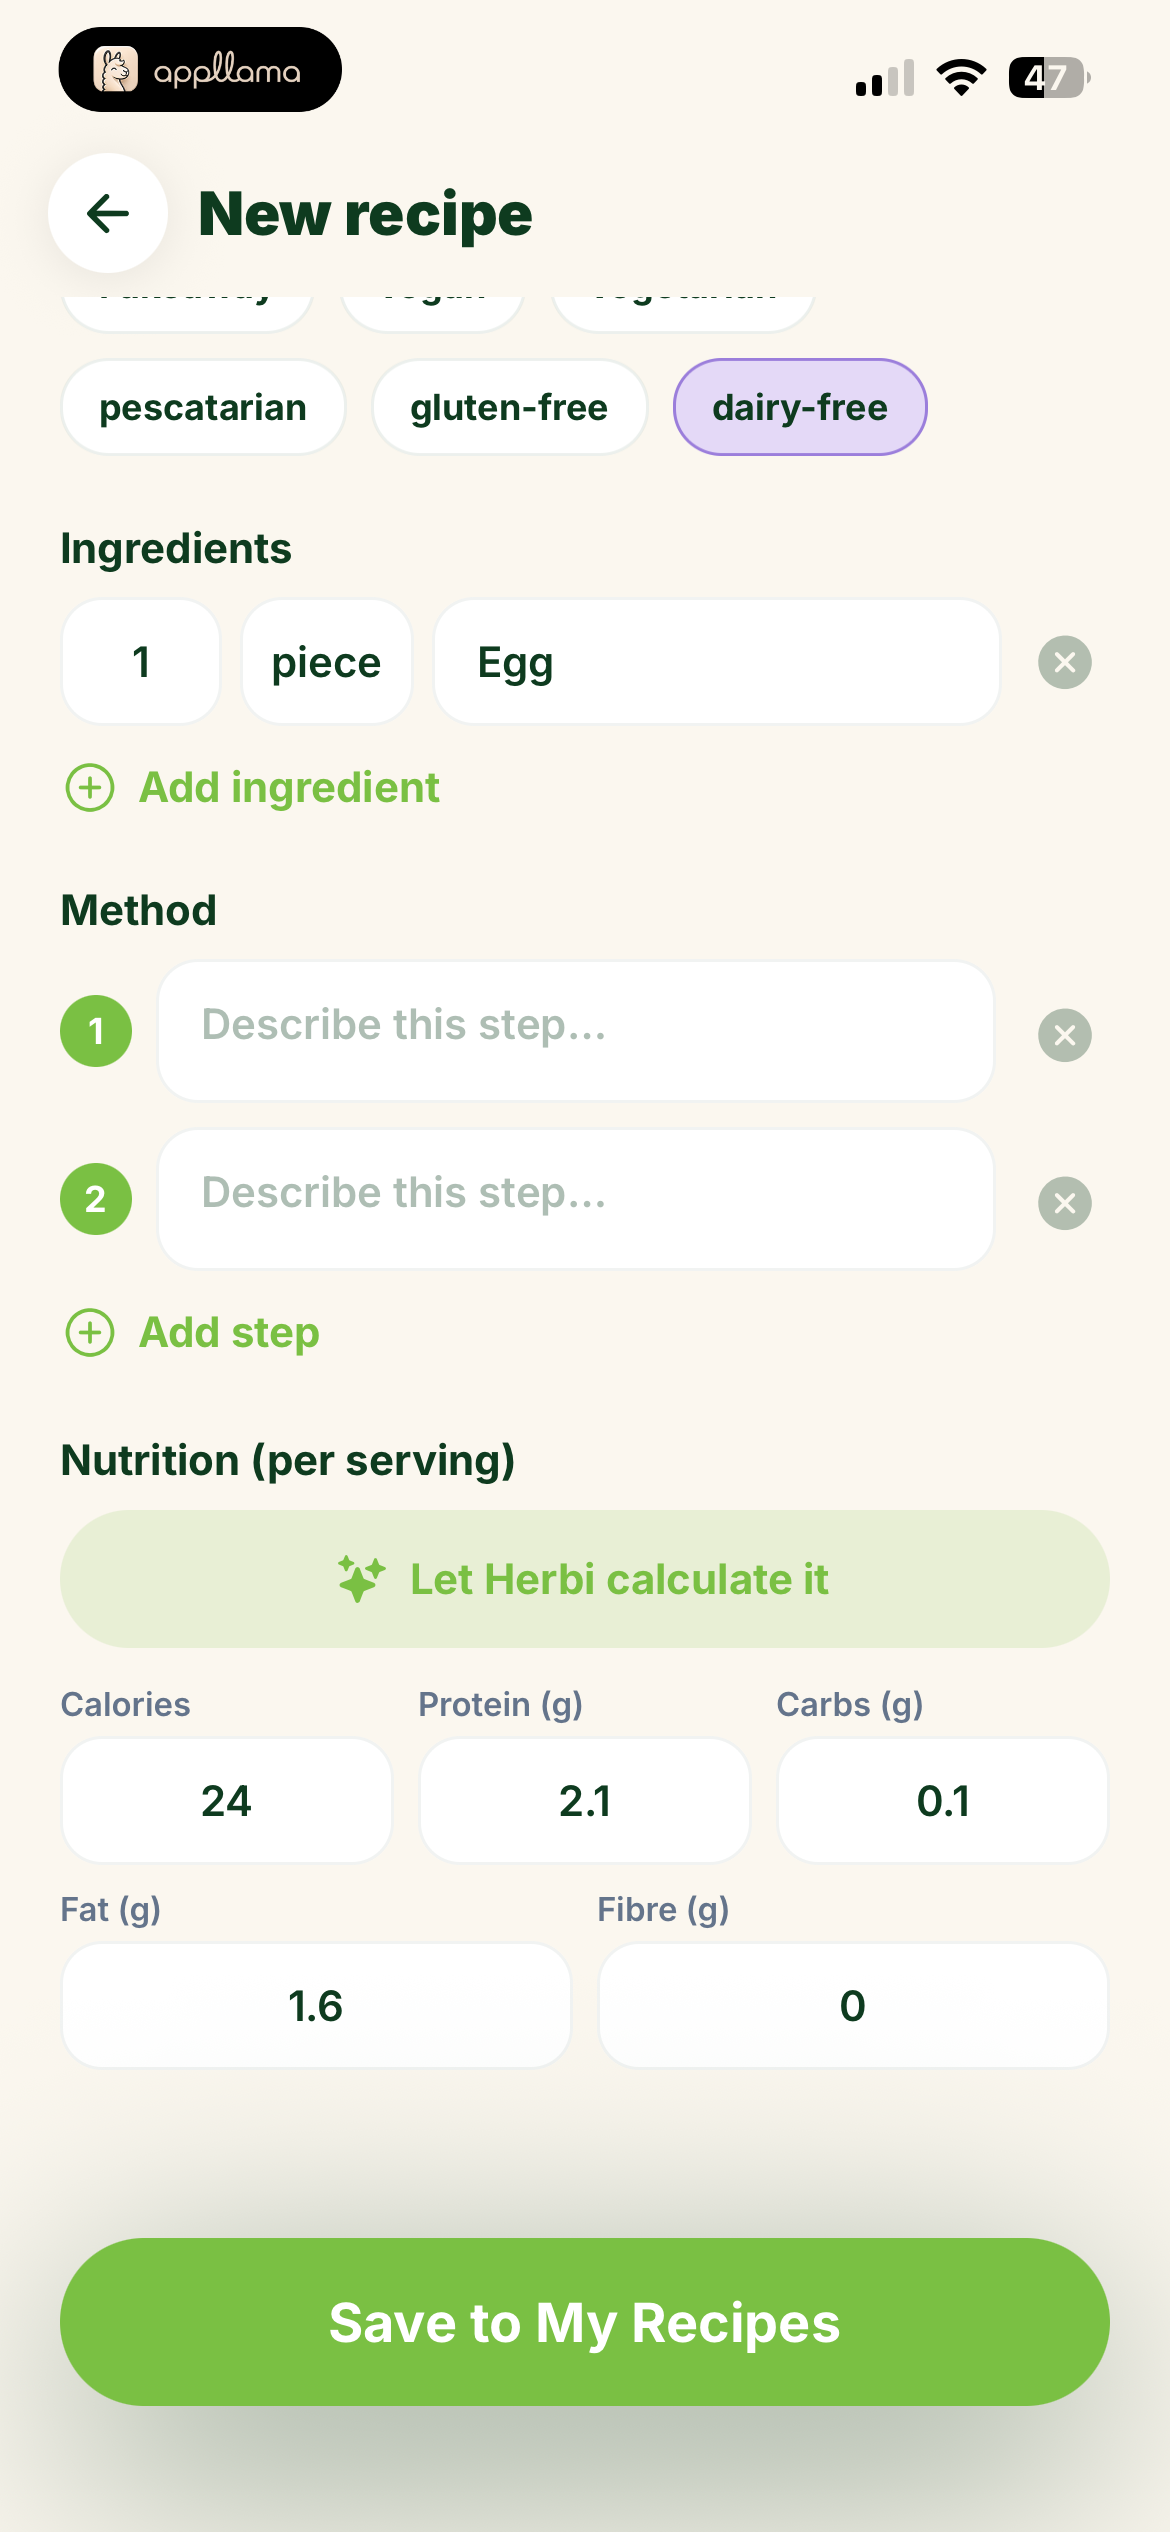 appllama
47
New recipe
pescatarian
gluten-free
dairy-free
Ingredients
1
piece
Egg
Add ingredient
Method
1
Describe this step...
2
Describe this step...
Add step
Nutrition (per serving)
Let Herbi calculate it
Calories
Protein (g)
Carbs (g)
24
2.1
0.1
Fat (g)
Fibre (g)
1.6
0
Save to My Recipes